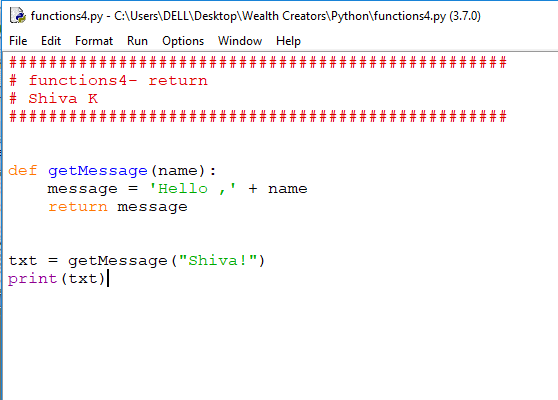 functions4.py - C:\Users\DELL\Desktop\Wealth Creators\Python\functions4.py (3.7.0)
File Edit Format Run Options Window Help
##################################################
# functions4- return
# Shiva K
##################################################
def getMessage(name):
    message = 'Hello ,' + name
    return message
txt = getMessage("Shiva!")
print(txt)